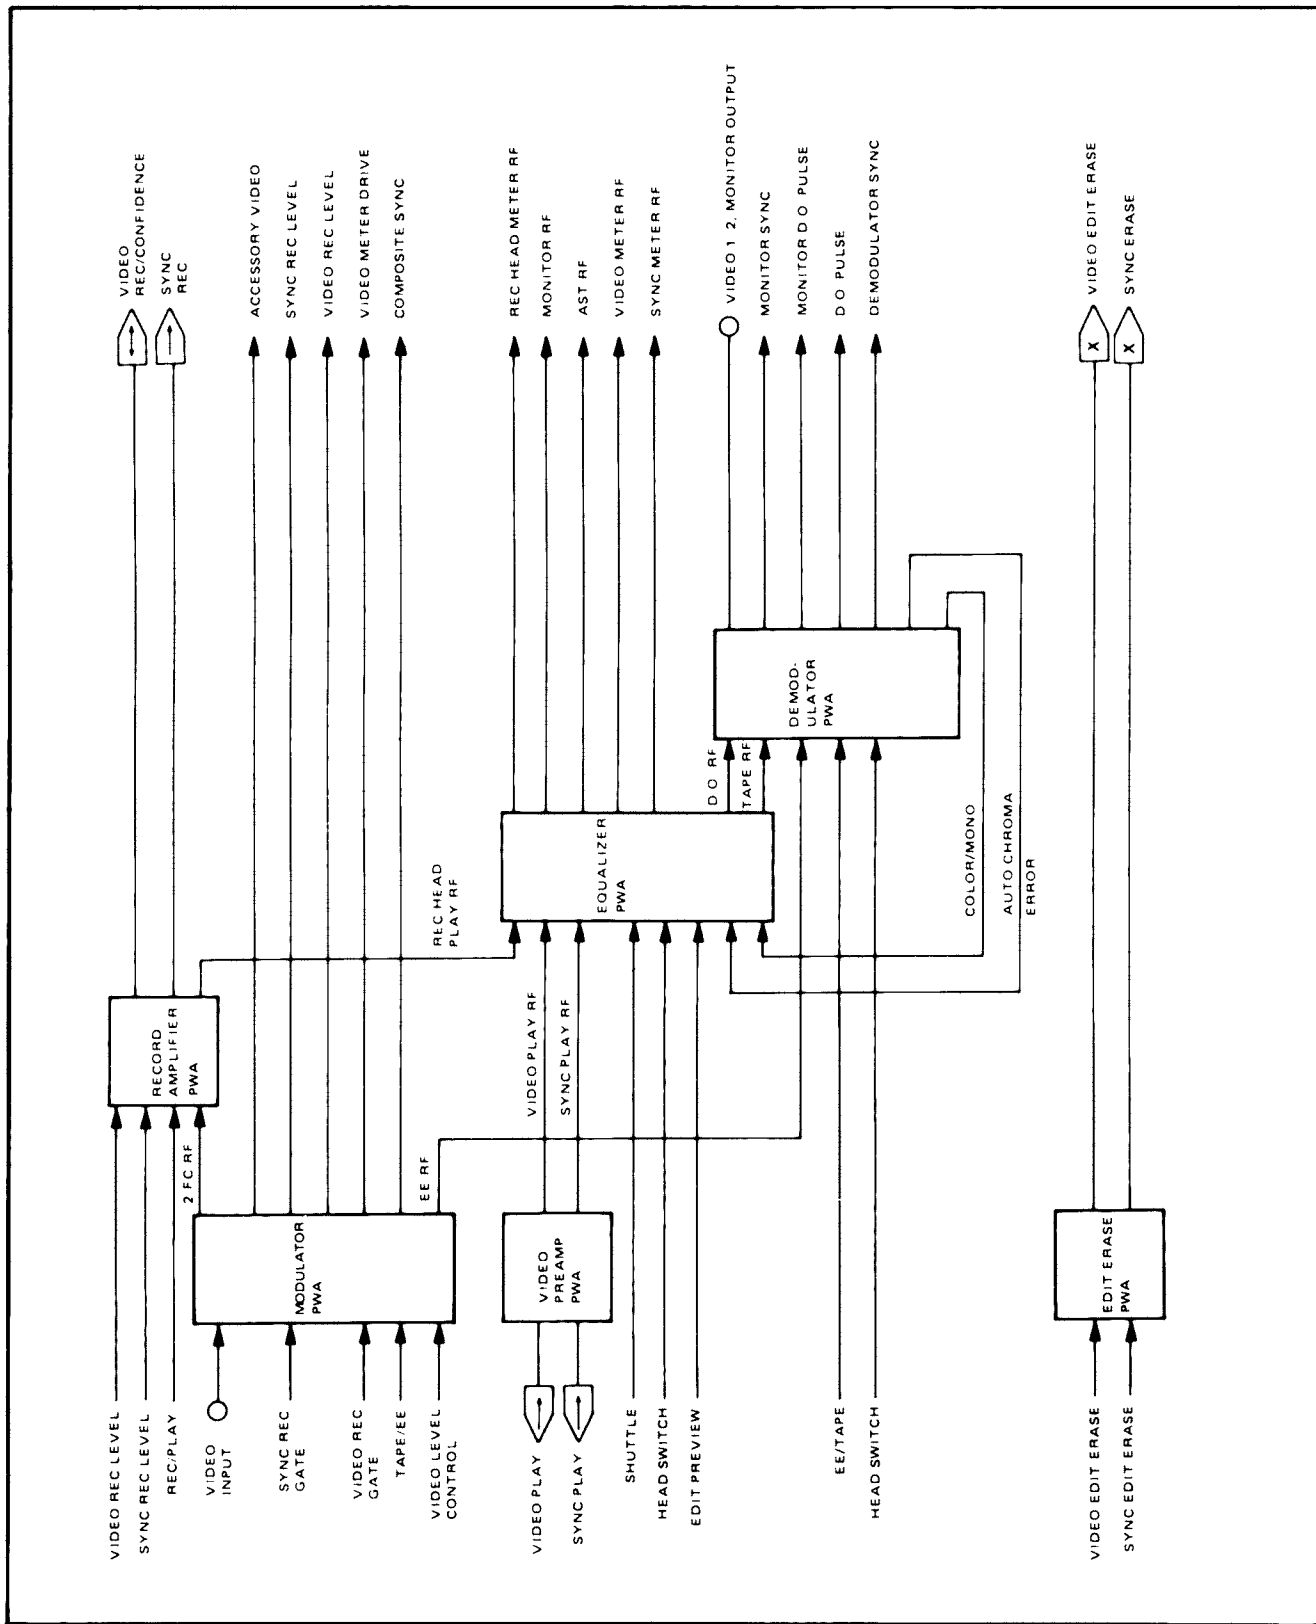 VIDEO REC LEVEL
SYNC REC LEVEL
REC/PLAY
VIDEO
INPUT
SYNC REC
GATE
VIDEO REC
GATE
TAPE/EE
VIDEO LEVEL
CONTROL
VIDEO PLAY
SYNC PLAY
SHUTTLE
HEAD SWITCH
EDIT PREVIEW
EE/TAPE
HEAD SWITCH
VIDEO EDIT ERASE
SYNC EDIT ERASE
MODULATOR
PWA
VIDEO
PREAMP
PWA
EDIT ERASE
PWA
2 FC RF
EE RF
RECORD
AMPLIFIER
PWA
VIDEO PLAY RF
SYNC PLAY RF
REC HEAD
PLAY RF
EQUALIZER
PWA
D O RF
TAPE RF
DEMOD-
ULATOR
PWA
COLOR/MONO
AUTO CHROMA
ERROR
VIDEO
REC/CONFIDENCE
SYNC
REC
ACCESSORY VIDEO
SYNC REC LEVEL
VIDEO REC LEVEL
VIDEO METER DRIVE
COMPOSITE SYNC
REC HEAD METER RF
MONITOR RF
AST RF
VIDEO METER RF
SYNC METER RF
VIDEO 1 2, MONITOR OUTPUT
MONITOR SYNC
MONITOR D O PULSE
D O PULSE
DEMODULATOR SYNC
X
VIDEO EDIT ERASE
X
SYNC ERASE